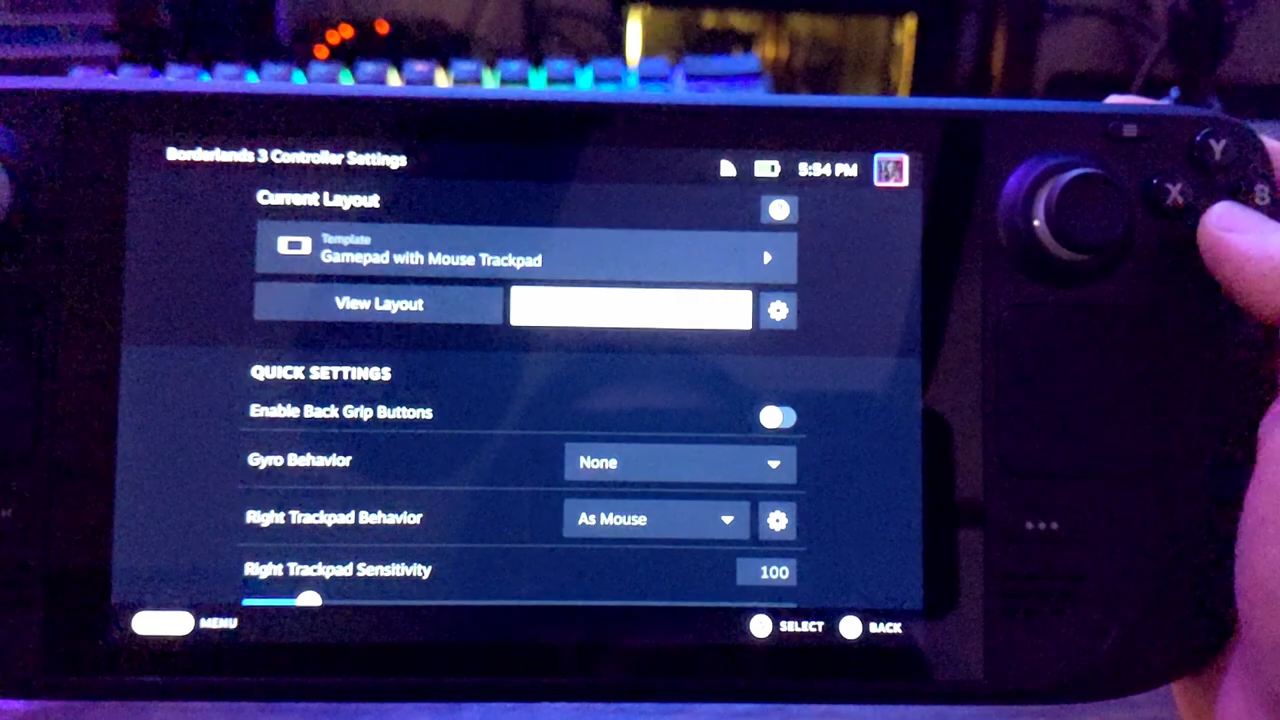 Y
X
B
Borderlands 3 Controller Settings
5:54 PM
Current Layout
Template
Gamepad with Mouse Trackpad
View Layout
QUICK SETTINGS
Enable Back Grip Buttons
Gyro Behavior
None
Right Trackpad Behavior
As Mouse
Right Trackpad Sensitivity
100
MENU
SELECT
BACK